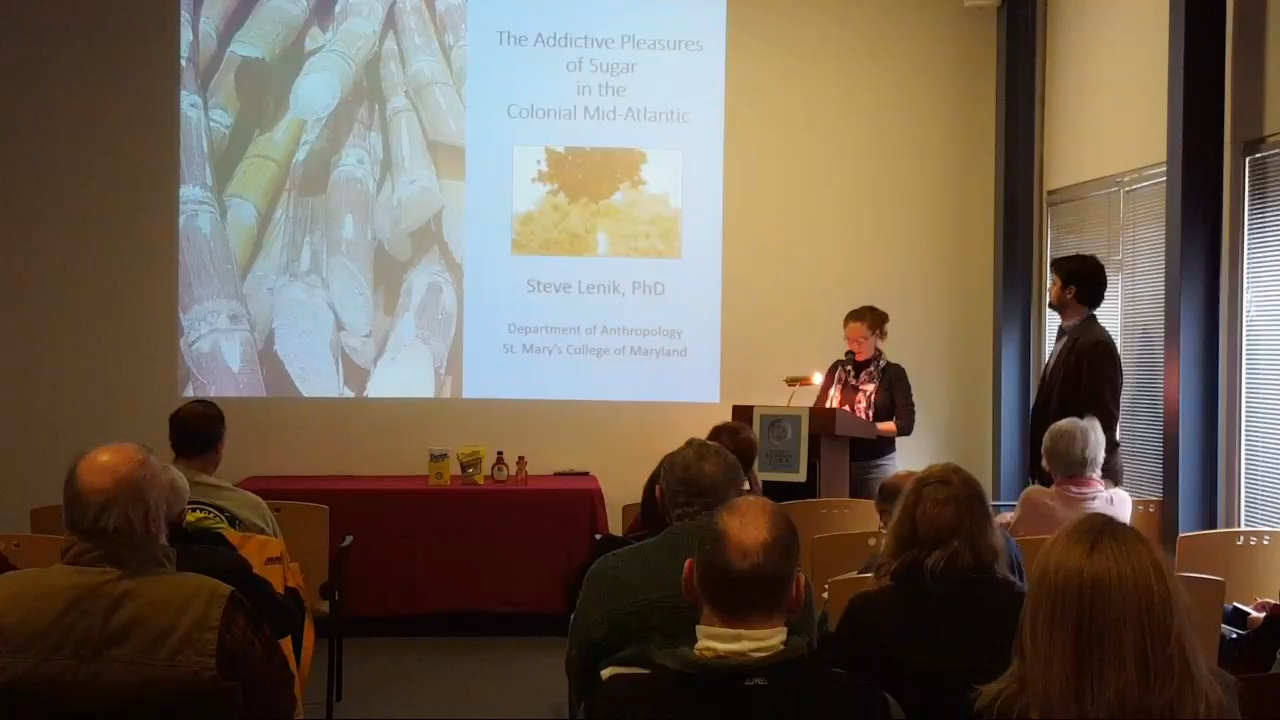 The Addictive Pleasures
of Sugar
in the
Colonial Mid-Atlantic
Steve Lenik, PhD
Department of Anthropology
St. Mary's College of Maryland